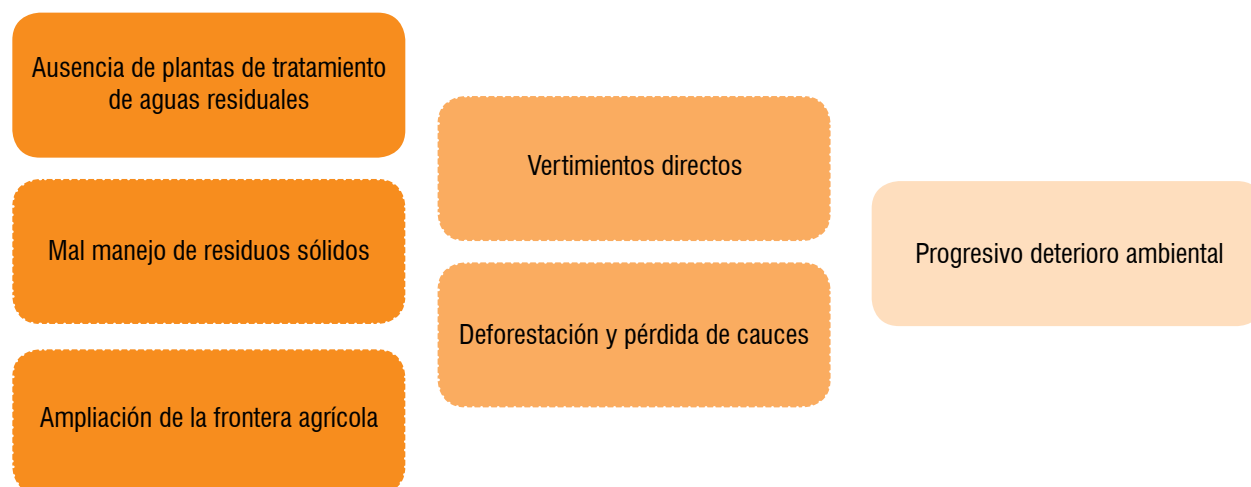 Ausencia de plantas de tratamiento
de aguas residuales
Mal manejo de residuos sólidos
Ampliación de la frontera agrícola
Vertimientos directos
Deforestación y pérdida de cauces
Progresivo deterioro ambiental